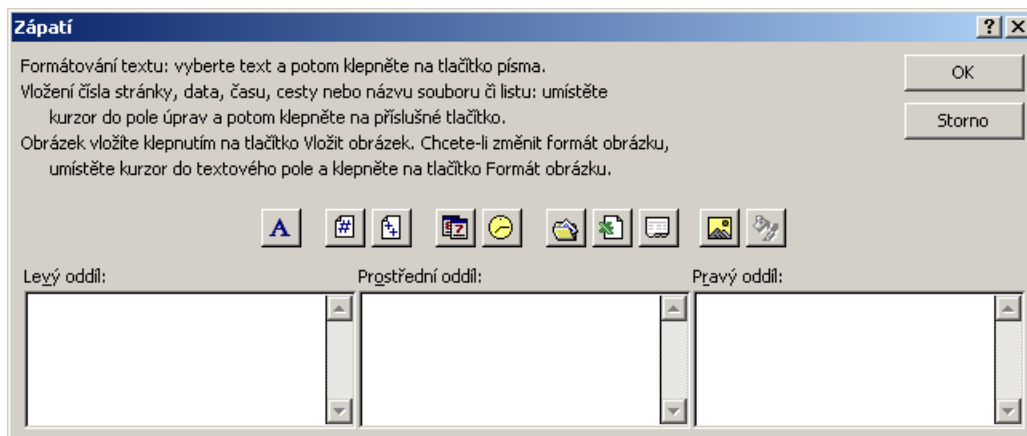 Zápatí
Formátování textu: vyberte text a potom klepněte na tlačítko písma.
Vložení čísla stránky, data, času, cesty nebo názvu souboru či listu: umístěte
kurzor do pole úprav a potom klepněte na příslušné tlačítko.
Obrázek vložíte klepnutím na tlačítko Vložit obrázek. Chcete-li změnit formát obrázku,
umístěte kurzor do textového pole a klepněte na tlačítko Formát obrázku.
OK
Storno
Levý oddíl:
Prostřední oddíl:
Pravý oddíl: